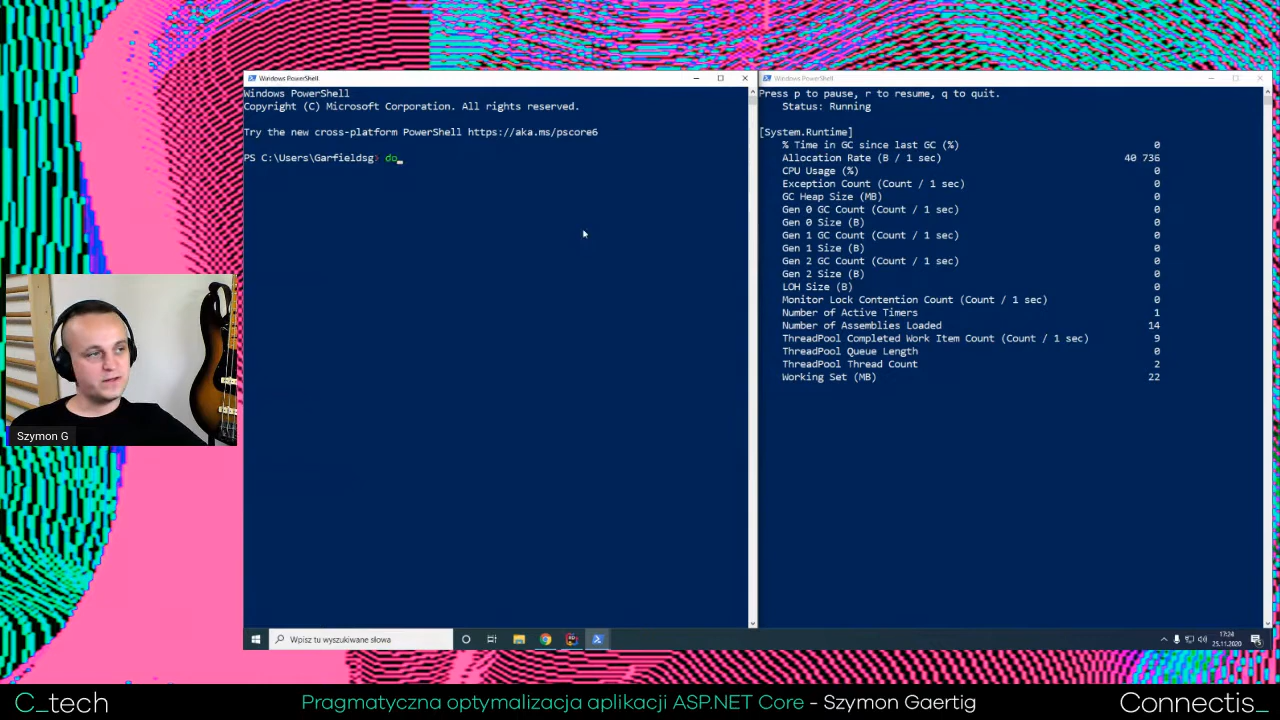 Windows PowerShell
Windows PowerShell
Copyright (C) Microsoft Corporation. All rights reserved.
Try the new cross-platform PowerShell https://aka.ms/pscore6
PS C:\Users\Garfieldsg> do_
Windows PowerShell
Press p to pause, r to resume, q to quit.
Status: Running
[System.Runtime]
% Time in GC since last GC (%) 0
Allocation Rate (B / 1 sec) 40 736
CPU Usage (%) 0
Exception Count (Count / 1 sec) 0
GC Heap Size (MB) 0
Gen 0 GC Count (Count / 1 sec) 0
Gen 0 Size (B) 0
Gen 1 GC Count (Count / 1 sec) 0
Gen 1 Size (B) 0
Gen 2 GC Count (Count / 1 sec) 0
Gen 2 Size (B) 0
LOH Size (B) 0
Monitor Lock Contention Count (Count / 1 sec) 0
Number of Active Timers 1
Number of Assemblies Loaded 14
ThreadPool Completed Work Item Count (Count / 1 sec) 9
ThreadPool Queue Length 0
ThreadPool Thread Count 2
Working Set (MB) 22
Szymon G
Wpisz tu wyszukiwane słowa
17:24
25.11.2020
C_tech
Pragmatyczna optymalizacja aplikacji ASP.NET Core - Szymon Gaertig
Connectis_